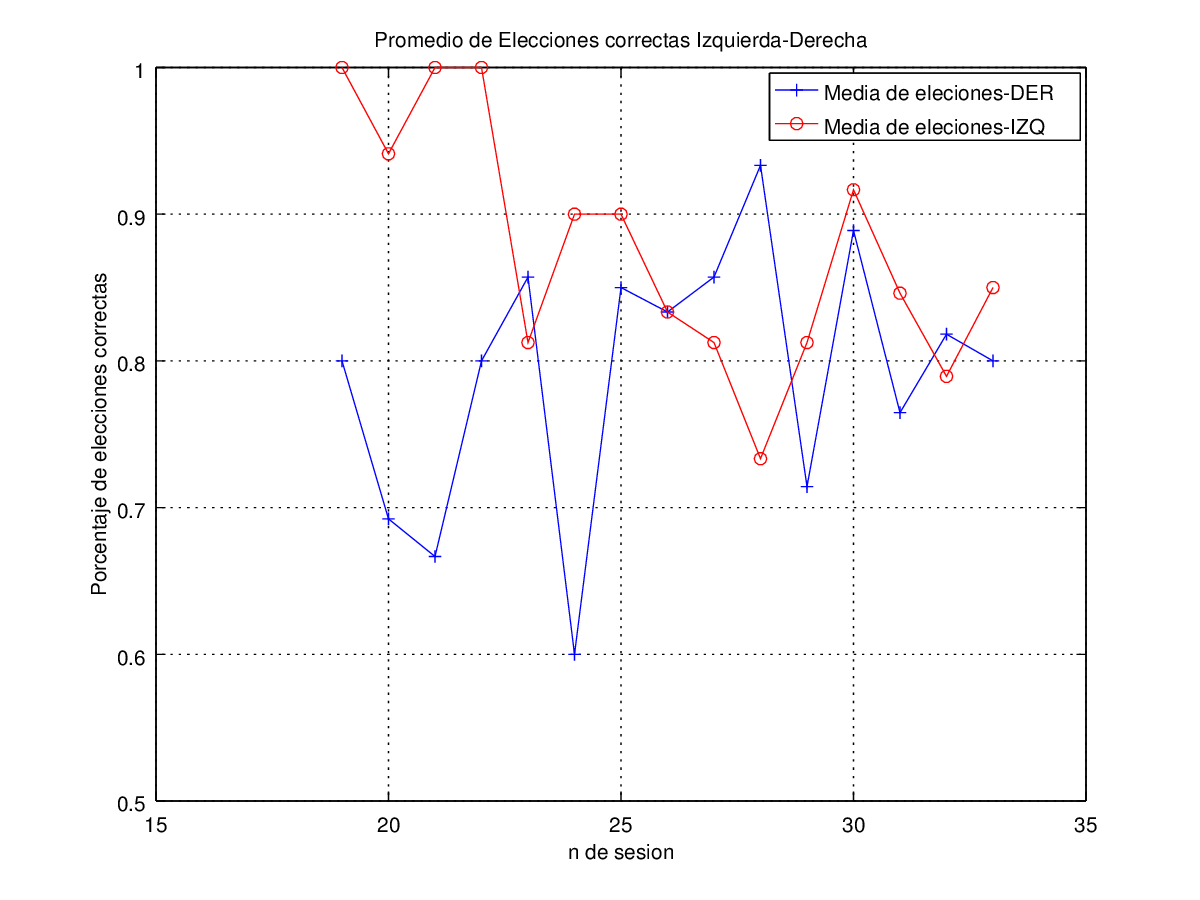 Promedio de Elecciones correctas Izquierda-Derecha
Media de eleciones-DER
Media de eleciones-IZQ
Porcentaje de elecciones correctas
1
0.9
0.8
0.7
0.6
0.5
15 20 25 30 35
n de sesion